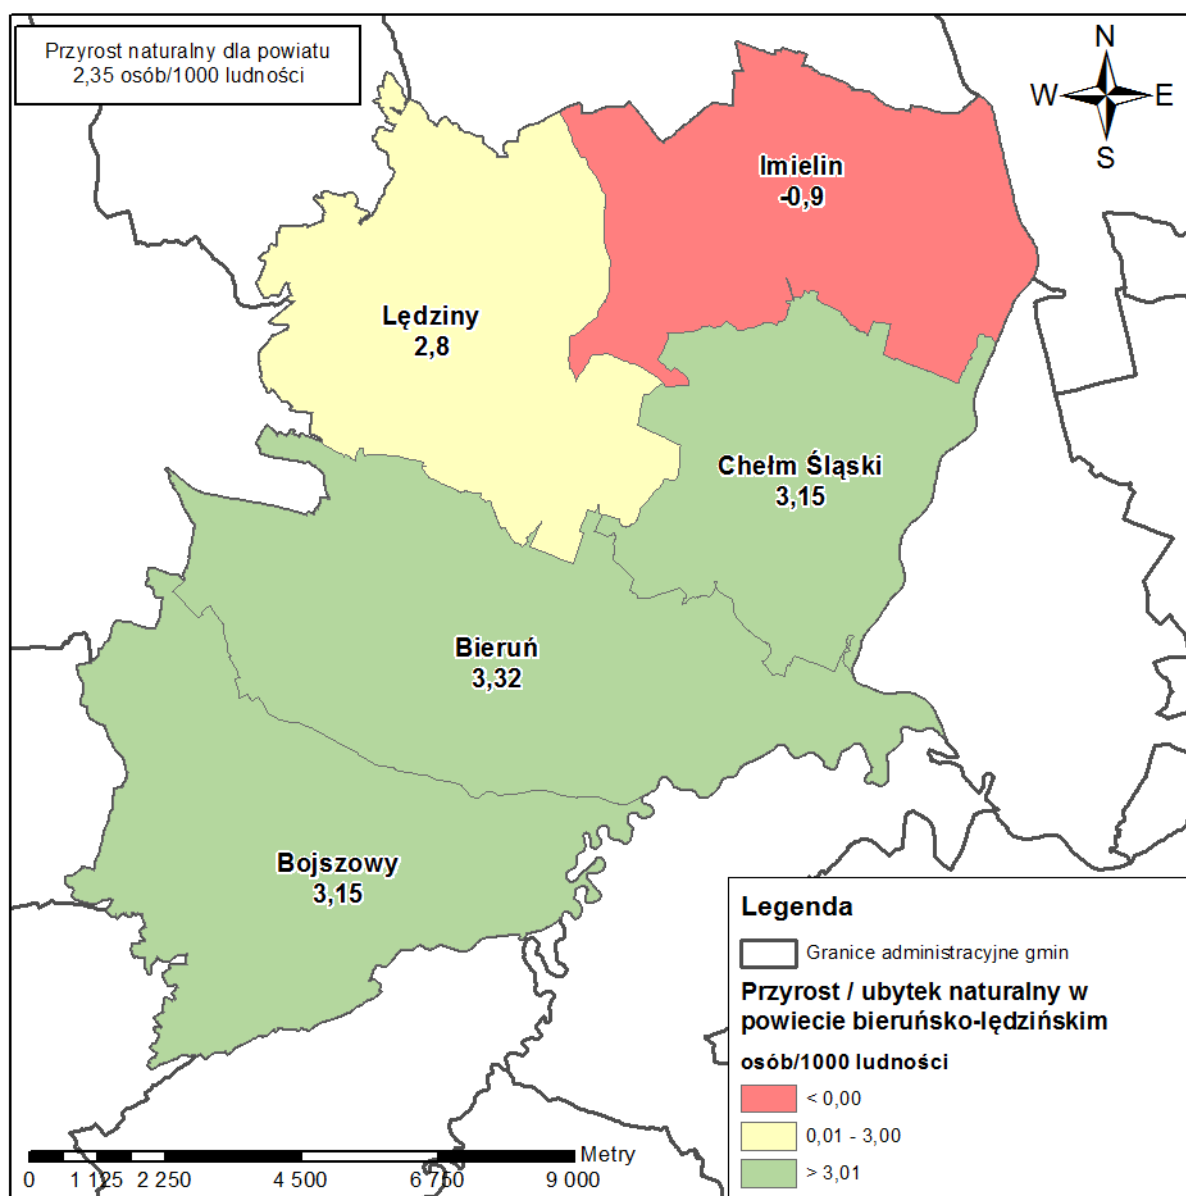 Przyrost naturalny dla powiatu
2,35 osób/1000 ludności
N
W E
S
Imielin
-0,9
Lędziny
2,8
Chełm Śląski
3,15
Bieruń
3,32
Bojszowy
3,15
Legenda
Granice administracyjne gmin
Przyrost / ubytek naturalny w
powiecie bieruńsko-lędzińskim
osób/1000 ludności
< 0,00
0,01 - 3,00
> 3,01
Metry
0 1 125 2 250 4 500 6 750 9 000